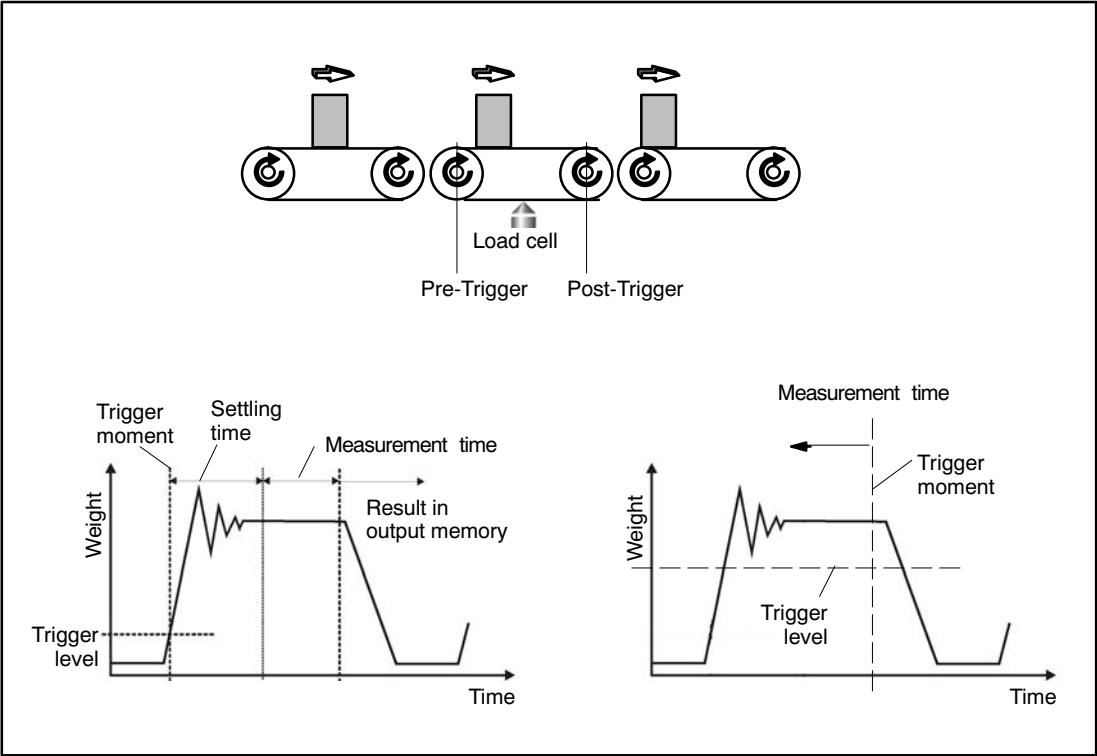 Load cell
Pre-Trigger
Post-Trigger
Trigger
moment
Settling
time
Measurement time
Result in
output memory
Weight
Trigger
level
Time
Measurement time
Trigger
moment
Weight
Trigger
level
Time